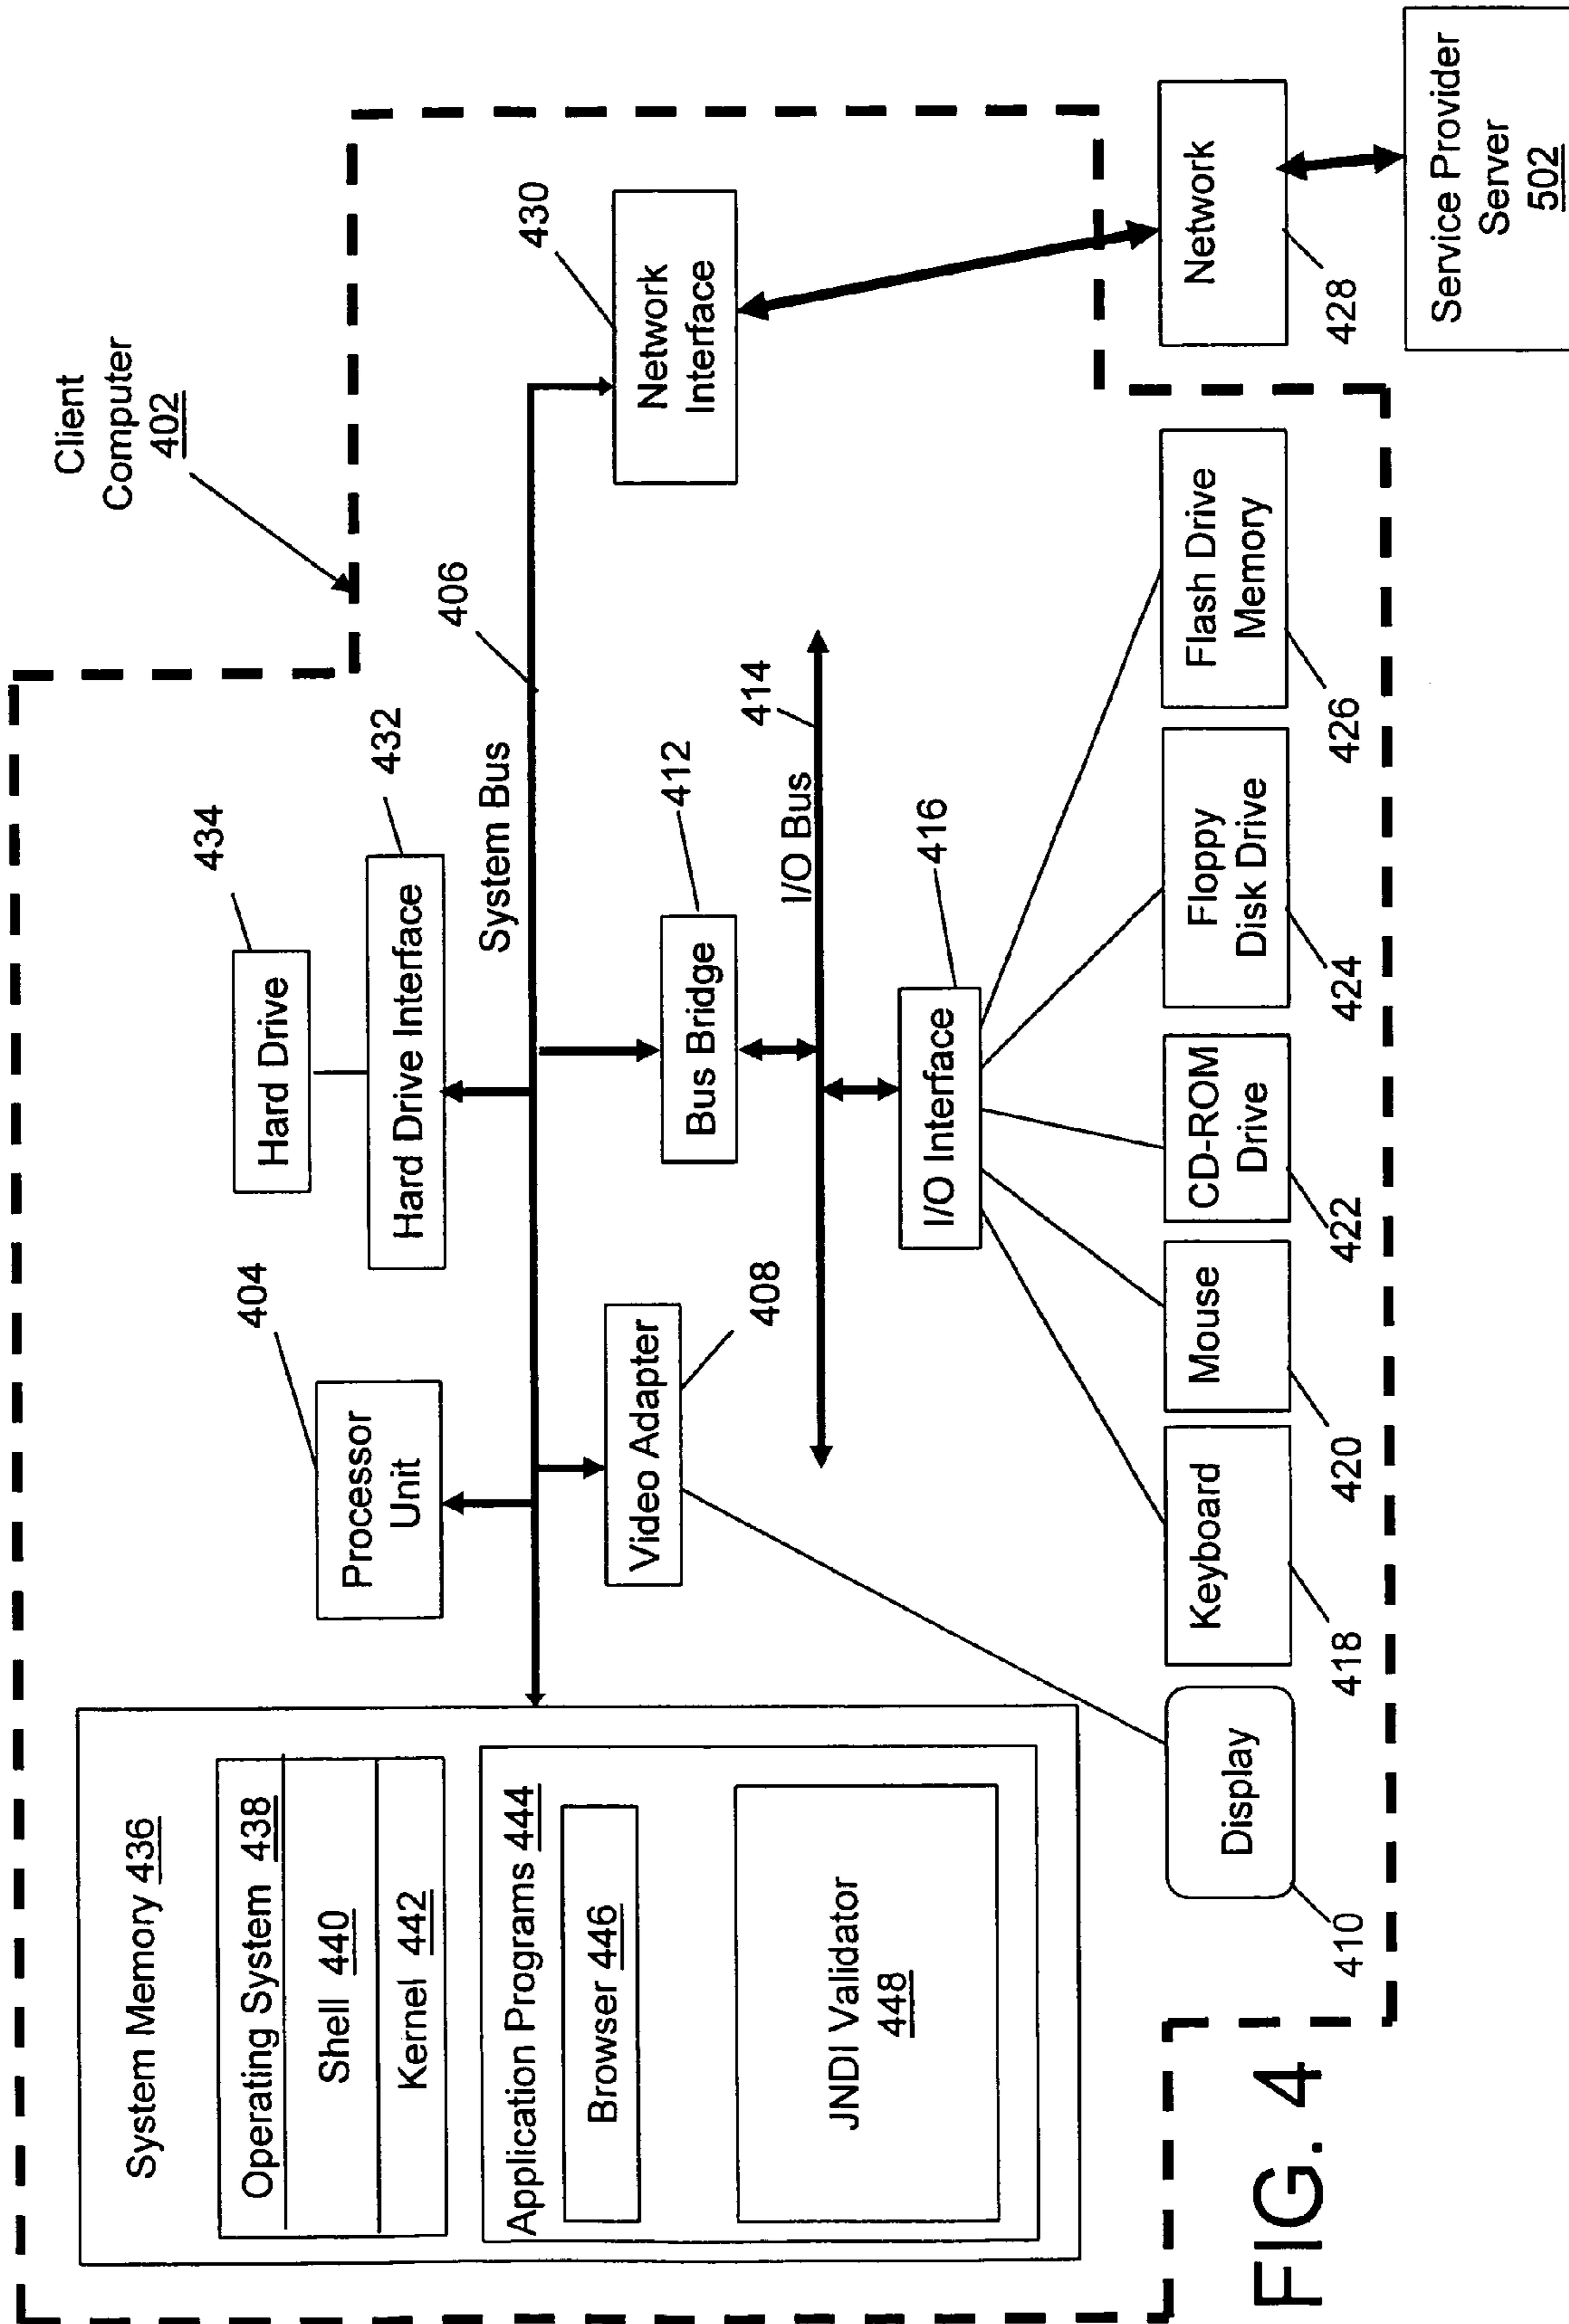 Client
Computer
402
System Memory 436
Operating System 438
Shell 440
Kernel 442
Application Programs 444
Browser 446
JNDI Validator
448
404
Processor
Unit
434
Hard Drive
432
Hard Drive Interface
System Bus
406
430
Network
Interface
Video Adapter
408
412
Bus Bridge
414
I/O Bus
416
I/O Interface
Display
410
Keyboard
418
Mouse
420
CD-ROM
Drive
422
Floppy
Disk Drive
424
Flash Drive
Memory
426
Network
428
Service Provider
Server
502
FIG. 4